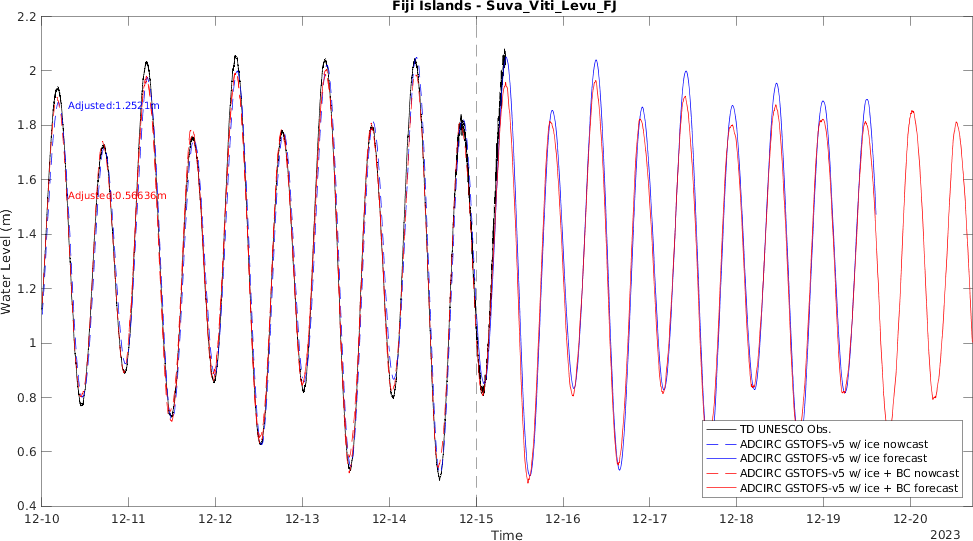 Fiji Islands - Suva_Viti_Levu_FJ
2.2
2
1.8
1.6
1.4
1.2
1
0.8
0.6
0.4
Water Level (m)
Adjusted:1.2521m
Adjusted:0.56636m
TD UNESCO Obs.
ADCIRC GSTOFS-v5 w/ ice nowcast
ADCIRC GSTOFS-v5 w/ ice forecast
ADCIRC GSTOFS-v5 w/ ice + BC nowcast
ADCIRC GSTOFS-v5 w/ ice + BC forecast
12-10 12-11 12-12 12-13 12-14 12-15 12-16 12-17 12-18 12-19 12-20
Time
2023